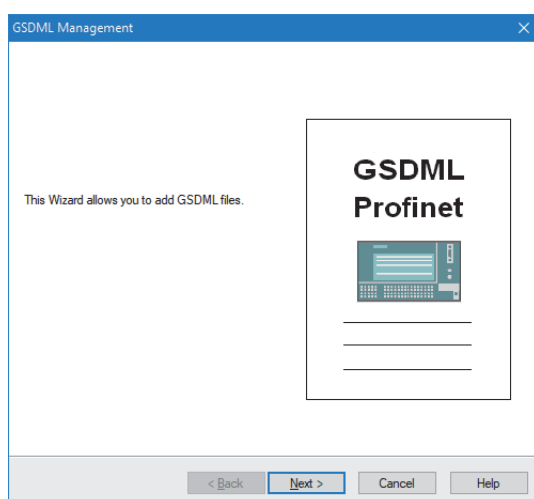 GSDML Management
This Wizard allows you to add GSDML files.
GSDML
Profinet
< Back
Next >
Cancel
Help